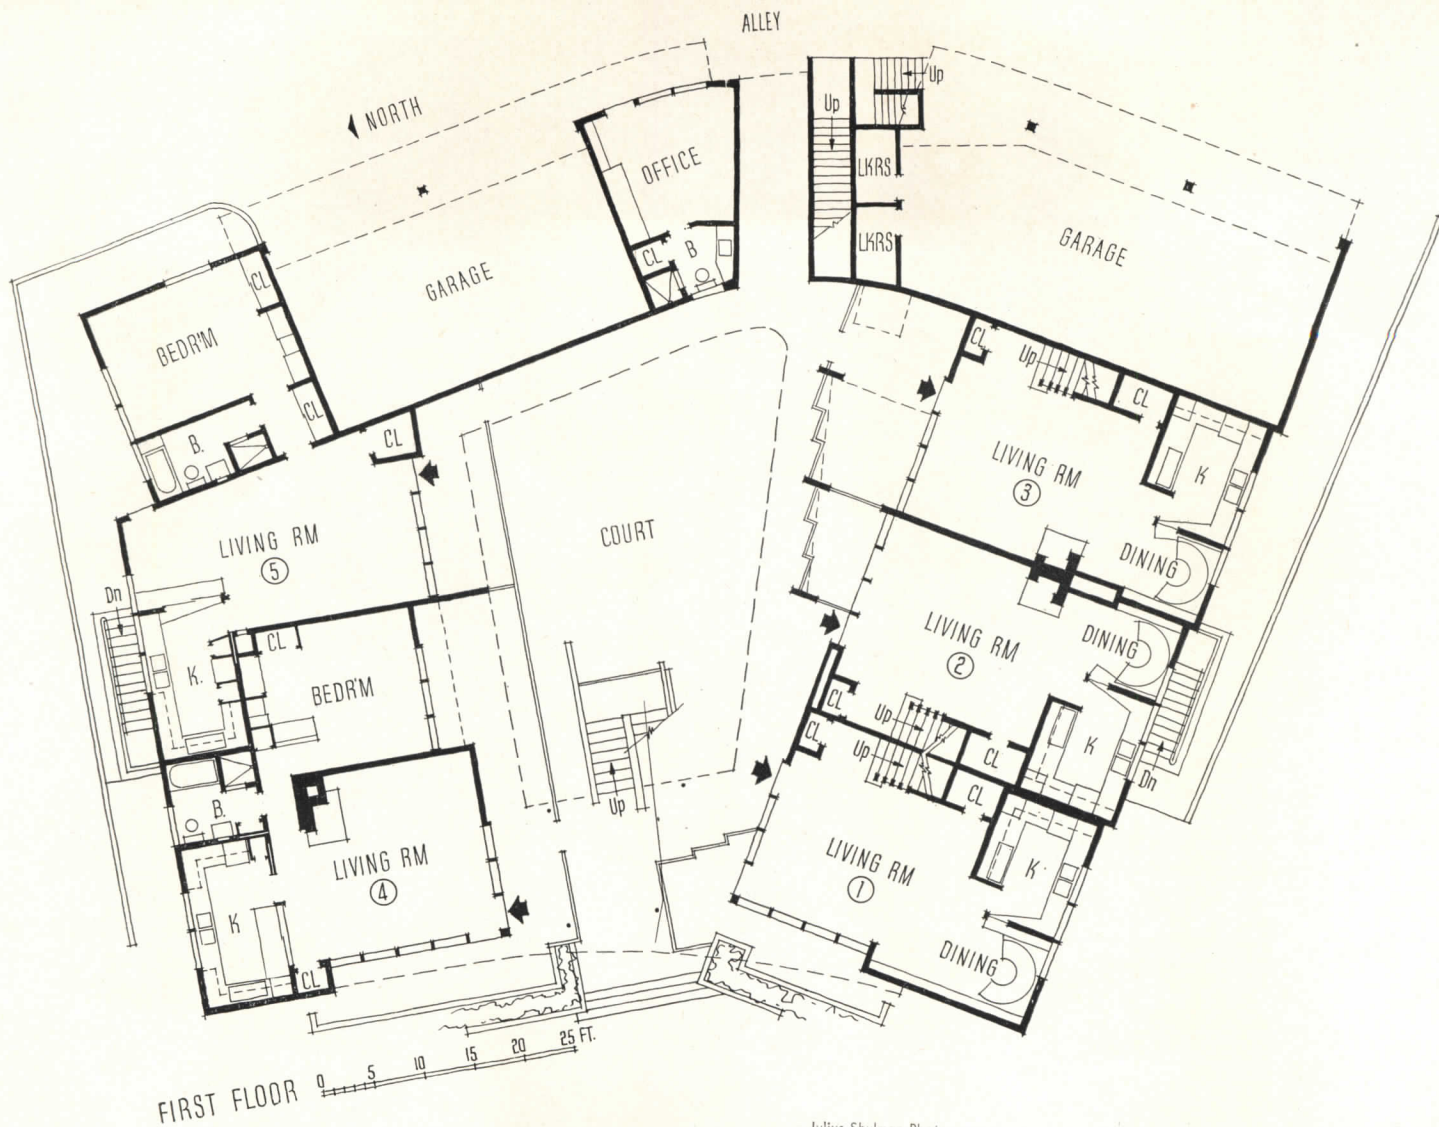 ALLEY
NORTH
Up
Up
OFFICE
LKRS
LKRS
B
CL
GARAGE
GARAGE
CL
BEDR'M
CL
B.
CL
CL
Up
CL
K
LIVING RM
3
DINING
COURT
LIVING RM
5
Dn
K.
CL
BEDR'M
LIVING RM
2
DINING
CL
Up
CL
K
Dn
CL
Up
CL
Up
B.
LIVING RM
4
K
CL
LIVING RM
1
K
DINING
FIRST FLOOR
0 5 10 15 20 25 FT.